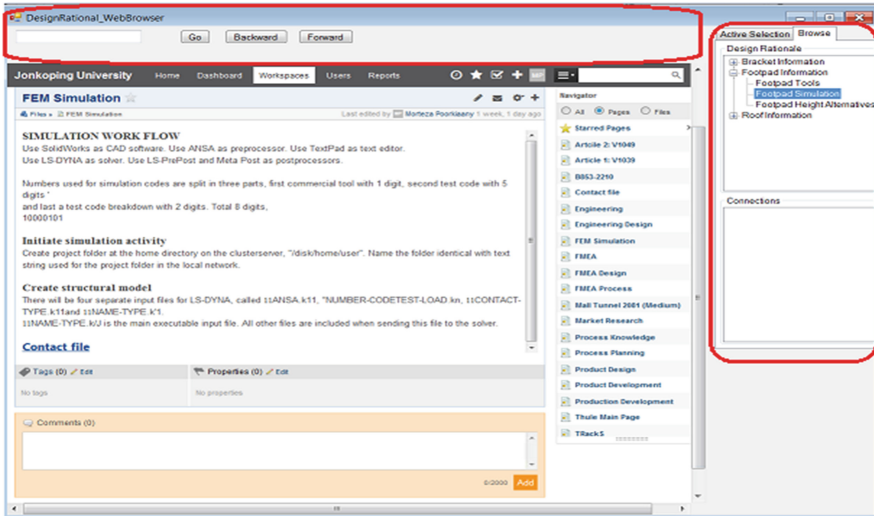 DesignRational_WebBrowser
Go Backward Forward
Jonkoping University Home Dashboard Workspaces Users Reports
FEM Simulation
Files FEM Simulation Last edited by Morteza Poorkiaany 1 week, 1 day ago
SIMULATION WORK FLOW
Use SolidWorks as CAD software. Use ANSA as preprocessor. Use TextPad as text editor.
Use LS-DYNA as solver. Use LS-PrePost and Meta Post as postprocessors.
Numbers used for simulation codes are split in three parts, first commercial tool with 1 digit, second test code with 5
digits '
and last a test code breakdown with 2 digits. Total 8 digits,
10000101
Initiate simulation activity
Create project folder at the home directory on the clusterserver, "/disk/home/user". Name the folder identical with text
string used for the project folder in the local network.
Create structural model
There will be four separate input files for LS-DYNA, called 11ANSA.k11, "NUMBER-CODETEST-LOAD.kn, 11CONTACT-
TYPE.k11and 11NAME-TYPE.k'1.
11NAME-TYPE.k/J is the main executable input file. All other files are included when sending this file to the solver.
Contact file
Tags (0) Edit Properties (0) Edit
No tags No properties
Comments (0)
0/2000 Add
Navigator
All Pages Files
Starred Pages
Artcile 2: V1049
Article 1: V1039
B853-2210
Contact file
Engineering
Engineering Design
FEM Simulation
FMEA
FMEA Design
FMEA Process
Mall Tunnel 2081 (Medium)
Market Research
Process Knowledge
Process Planning
Product Design
Product Development
Production Development
Thule Main Page
TRackS
Active Selection Browse
Design Rationale
Bracket Information
Footpad Information
Footpad Tools
Footpad Simulation
Footpad Height Alternatives
Roof Information
Connections